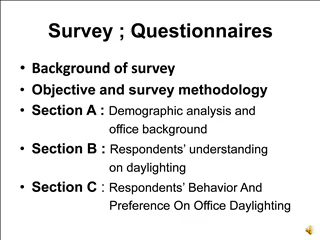 Survey ; Questionnaires
• Background of survey
• Objective and survey methodology
• Section A : Demographic analysis and
office background
• Section B : Respondents’ understanding
on daylighting
• Section C : Respondents’ Behavior And
Preference On Office Daylighting